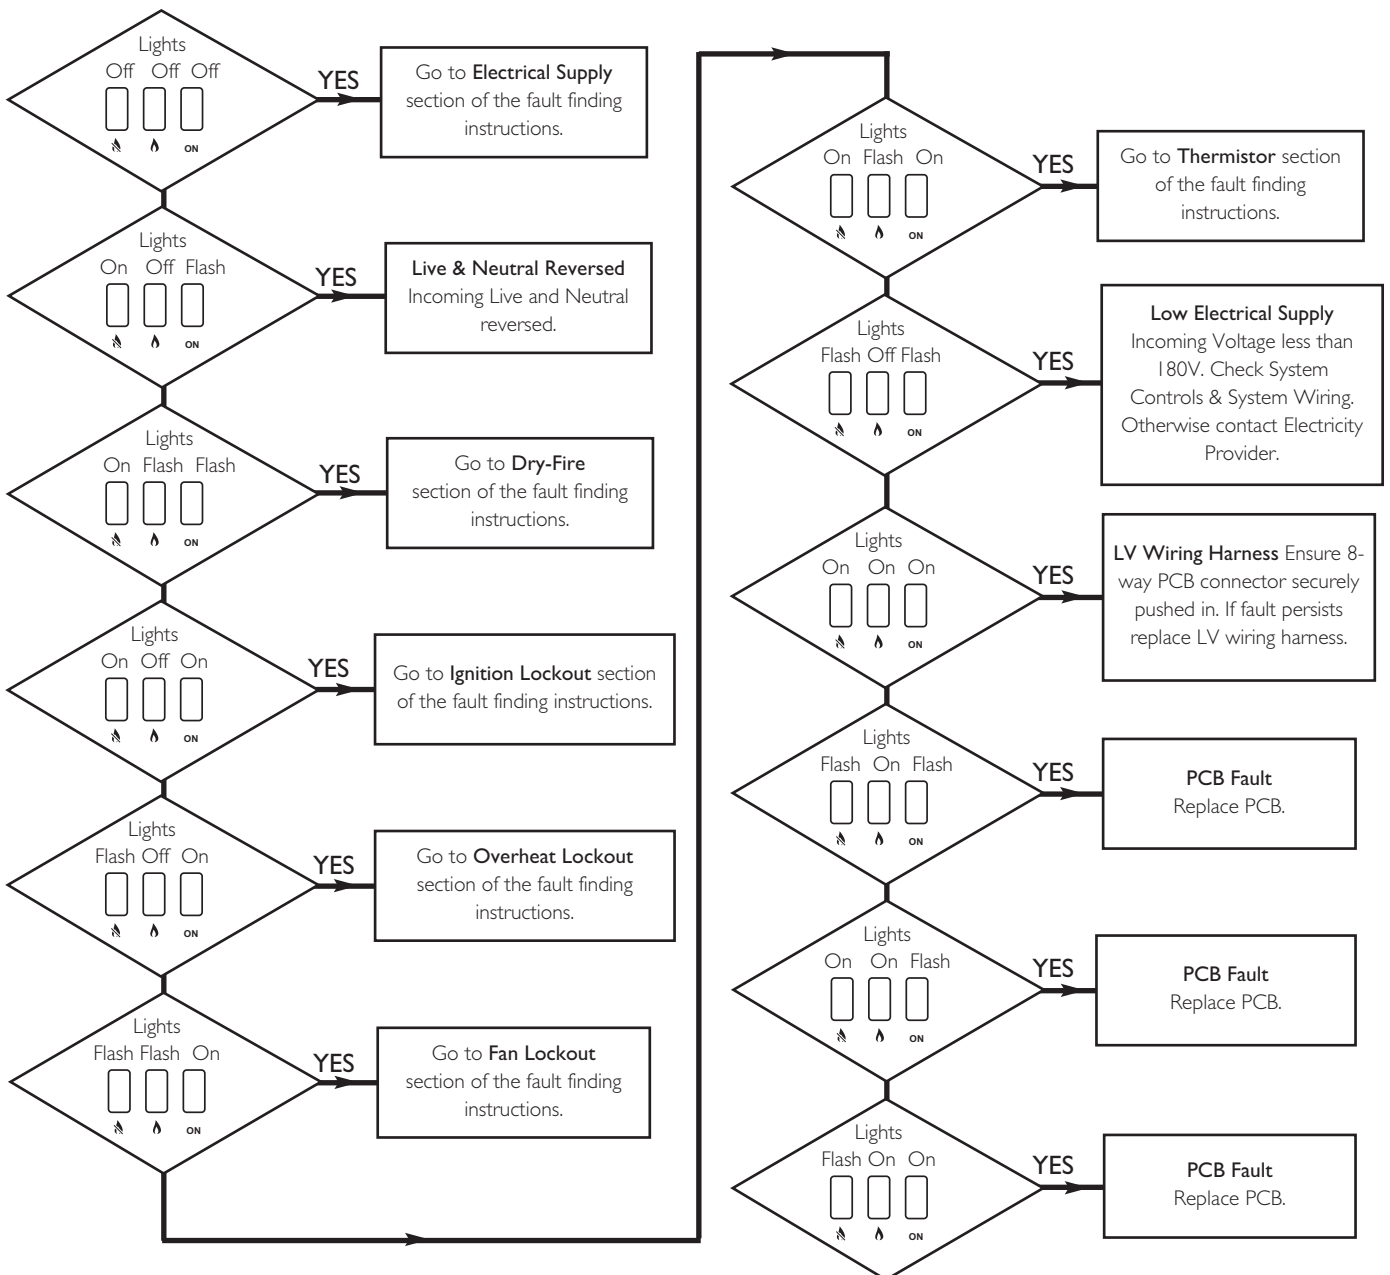 Lights
Off Off Off
ON
YES
Go to Electrical Supply
section of the fault finding
instructions.
Lights
On Off Flash
ON
YES
Live & Neutral Reversed
Incoming Live and Neutral
reversed.
Lights
On Flash Flash
ON
YES
Go to Dry-Fire
section of the fault finding
instructions.
Lights
On Off On
ON
YES
Go to Ignition Lockout section
of the fault finding instructions.
Lights
Flash Off On
ON
YES
Go to Overheat Lockout
section of the fault finding
instructions.
Lights
Flash Flash On
ON
YES
Go to Fan Lockout
section of the fault finding
instructions.
Lights
On Flash On
ON
YES
Go to Thermistor section
of the fault finding
instructions.
Lights
Flash Off Flash
ON
YES
Low Electrical Supply
Incoming Voltage less than
180V. Check System
Controls & System Wiring.
Otherwise contact Electricity
Provider.
Lights
On On On
ON
YES
LV Wiring Harness Ensure 8-
way PCB connector securely
pushed in. If fault persists
replace LV wiring harness.
Lights
Flash On Flash
ON
YES
PCB Fault
Replace PCB.
Lights
On On Flash
ON
YES
PCB Fault
Replace PCB.
Lights
Flash On On
ON
YES
PCB Fault
Replace PCB.